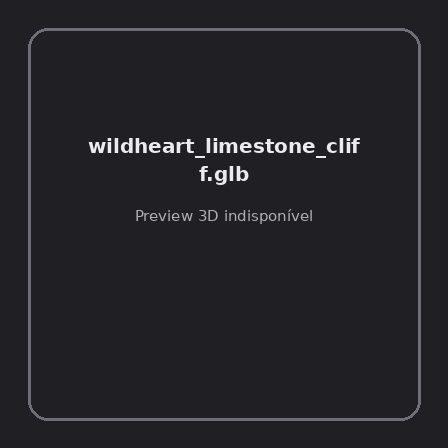 wildheart_limestone_clif
f.glb
Preview 3D indisponível